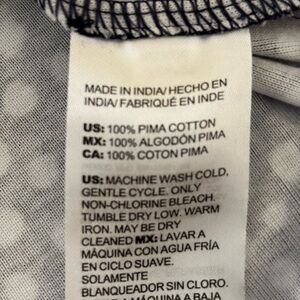 MADE IN INDIA/ HECHO EN
INDIA/ FABRIQUÉ EN INDE
US: 100% PIMA COTTON
MX: 100% ALGODÓN PIMA
CA: 100% COTON PIMA
US: MACHINE WASH COLD,
GENTLE CYCLE. ONLY
NON-CHLORINE BLEACH.
TUMBLE DRY LOW. WARM
IRON. MAY BE DRY
CLEANED MX: LAVAR A
MÁQUINA CON AGUA FRÍA
EN CICLO SUAVE.
SOLAMENTE
BLANQUEADOR SIN CLORO.
A MÁQUINA A BAJA